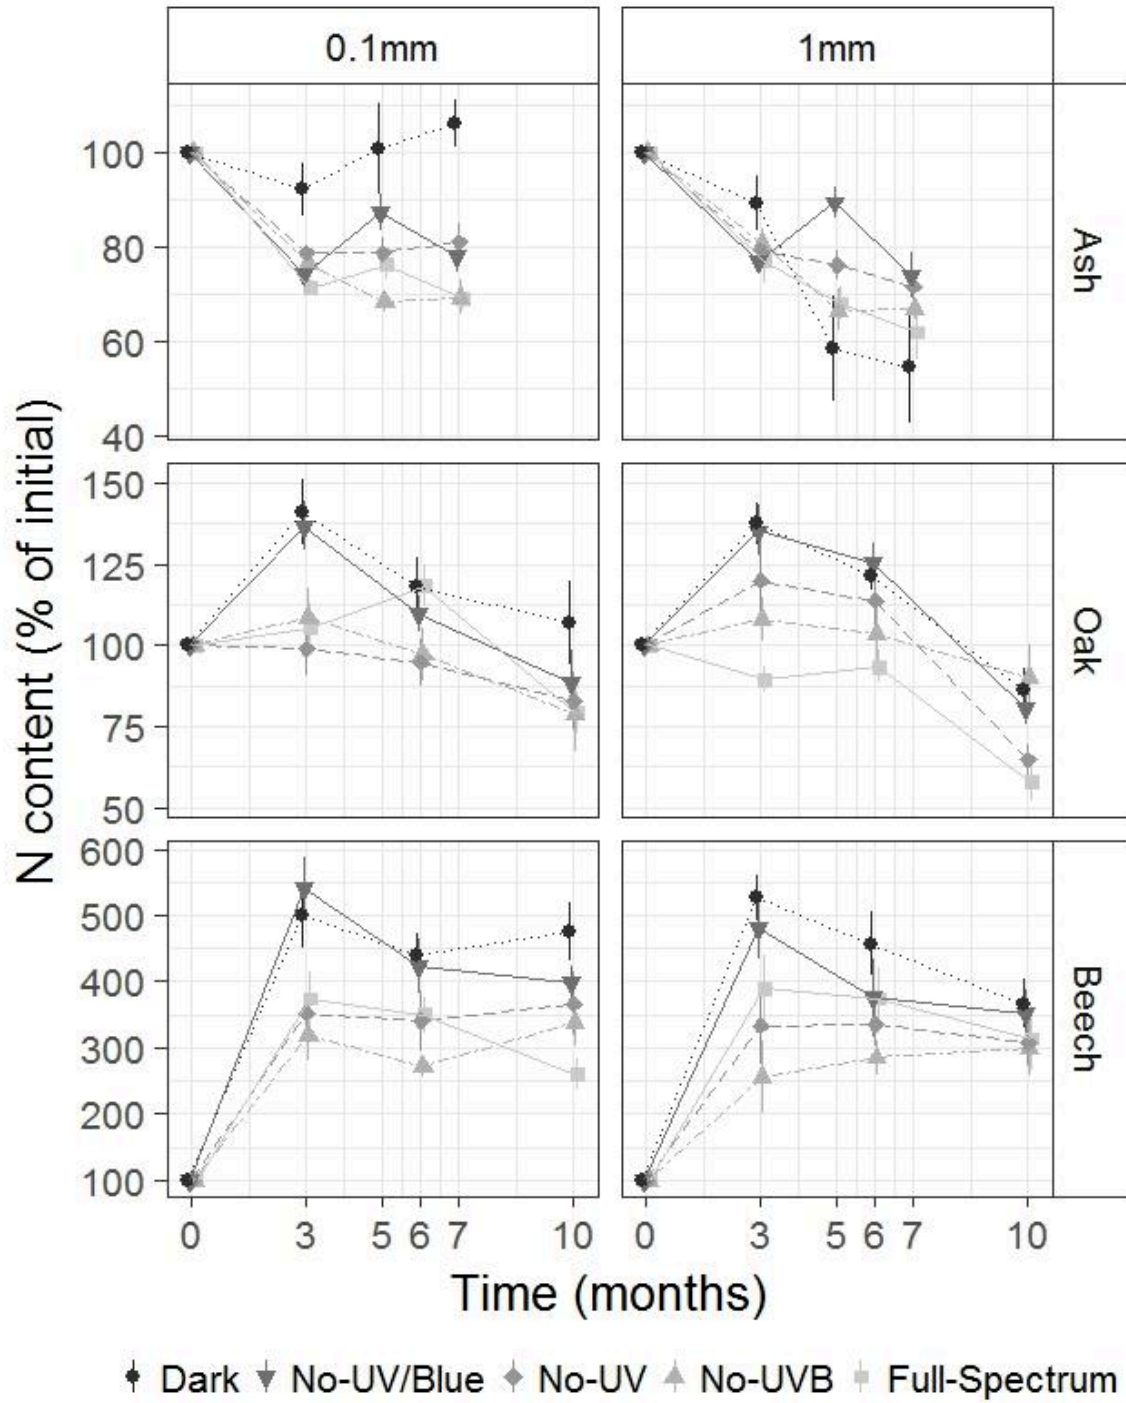 0.1mm 1mm
100
80
60
40
Ash
150
125
100
75
50
Oak
600
500
400
300
200
100
Beech
N content (% of initial)
0 3 5 6 7 10 0 3 5 6 7 10
Time (months)
Dark No-UV/Blue No-UV No-UVB Full-Spectrum